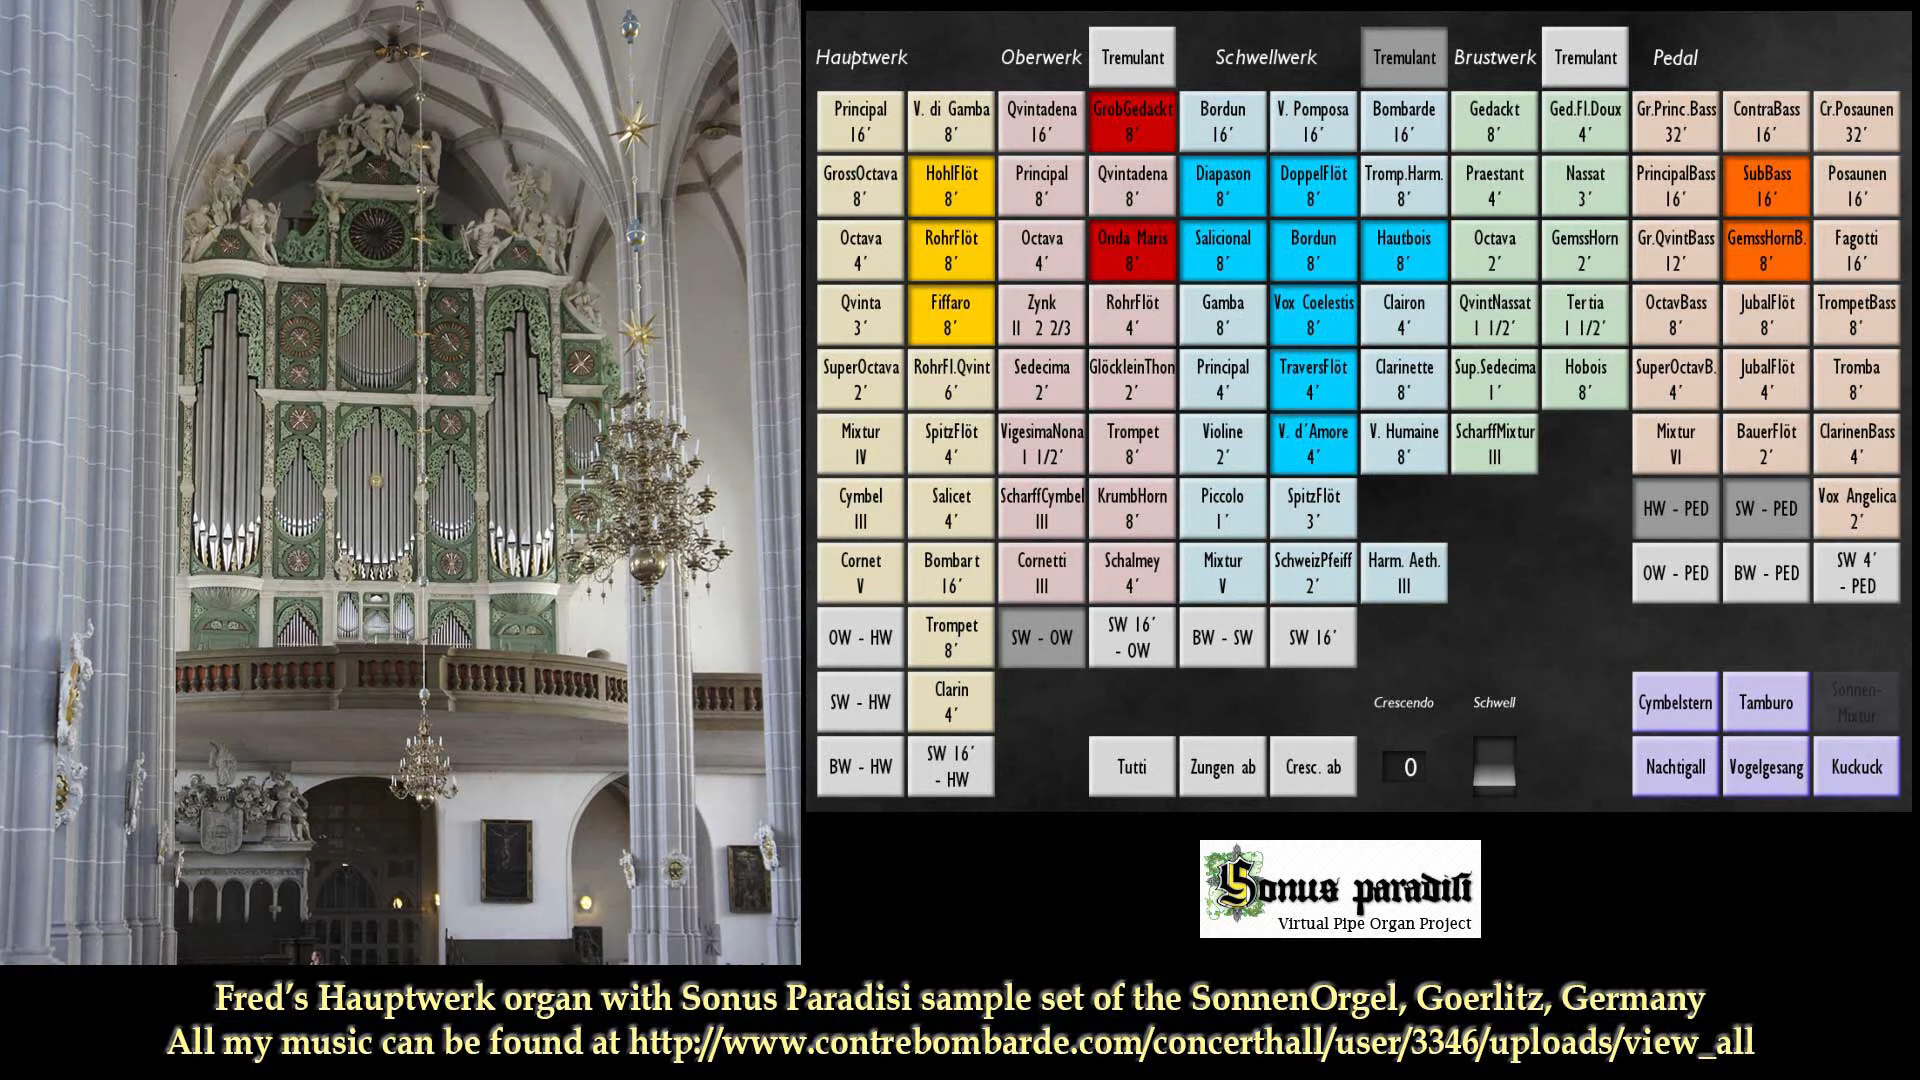 Hauptwerk Oberwerk Tremulant Schwellwerk Tremulant Brustwerk Tremulant Pedal
Principal V. di Gamba Qvintadena GrobGedackt Bordun V. Pomposa Bombarde Gedackt Ged.Fl.Doux Gr.Princ.Bass ContraBass Cr.Posaunen
16´ 8´ 16´ 8´ 16´ 16´ 16´ 8´ 4´ 32´ 16´ 32´
GrossOctava HohlFlöt Principal Qvintadena Diapason DoppelFlöt Tromp.Harm. Praestant Nassat PrincipalBass SubBass Posaunen
8´ 8´ 8´ 8´ 8´ 8´ 8´ 4´ 3´ 16´ 16´ 16´
Octava RohrFlöt Octava Onda Maris Salicional Bordun Hautbois Octava GemssHorn Gr.QvintBass GemssHornB. Fagotti
4´ 8´ 4´ 8´ 8´ 8´ 8´ 2´ 2´ 12´ 8´ 16´
Qvinta Fiffaro Zynk RohrFlöt Gamba Vox Coelestis Clairon QvintNassat Tertia OctavBass JubalFlöt TrompetBass
3´ 8´ II 2 2/3 4´ 8´ 8´ 4´ 1 1/2´ 1 1/2´ 8´ 8´ 8´
SuperOctava RohrFl.Qvint Sedecima GlöckleinThon Principal TraversFlöt Clarinette Sup.Sedecima Hobois SuperOctavB. JubalFlöt Tromba
2´ 6´ 2´ 2´ 4´ 4´ 8´ 1´ 8´ 4´ 4´ 8´
Mixtur SpitzFlöt VigesimaNona Trompet Violine V. d´Amore V. Humaine ScharffMixtur Mixtur BauerFlöt ClarinenBass
IV 4´ 1 1/2´ 8´ 2´ 4´ 8´ III VI 2´ 4´
Cymbel Salicet ScharffCymbel KrumbHorn Piccolo SpitzFlöt HW - PED SW - PED Vox Angelica
III 4´ III 8´ 1´ 3´ 2´
Cornet Bombart Cornetti Schalmey Mixtur SchweizPfeiff Harm. Aeth. OW - PED BW - PED SW 4´
V 16´ III 4´ V 2´ III - PED
OW - HW Trompet SW - OW SW 16´ BW - SW SW 16´
8´ - OW
SW - HW Clarin Crescendo Schwell Cymbelstern Tamburo Sonnen-
4´ Mixtur
BW - HW SW 16´ Tutti Zungen ab Cresc. ab 0 Nachtigall Vogelgesang Kuckuck
- HW
Sonus paradisi
Virtual Pipe Organ Project
Fred’s Hauptwerk organ with Sonus Paradisi sample set of the SonnenOrgel, Goerlitz, Germany
All my music can be found at http://www.contrebombarde.com/concerthall/user/3346/uploads/view_all